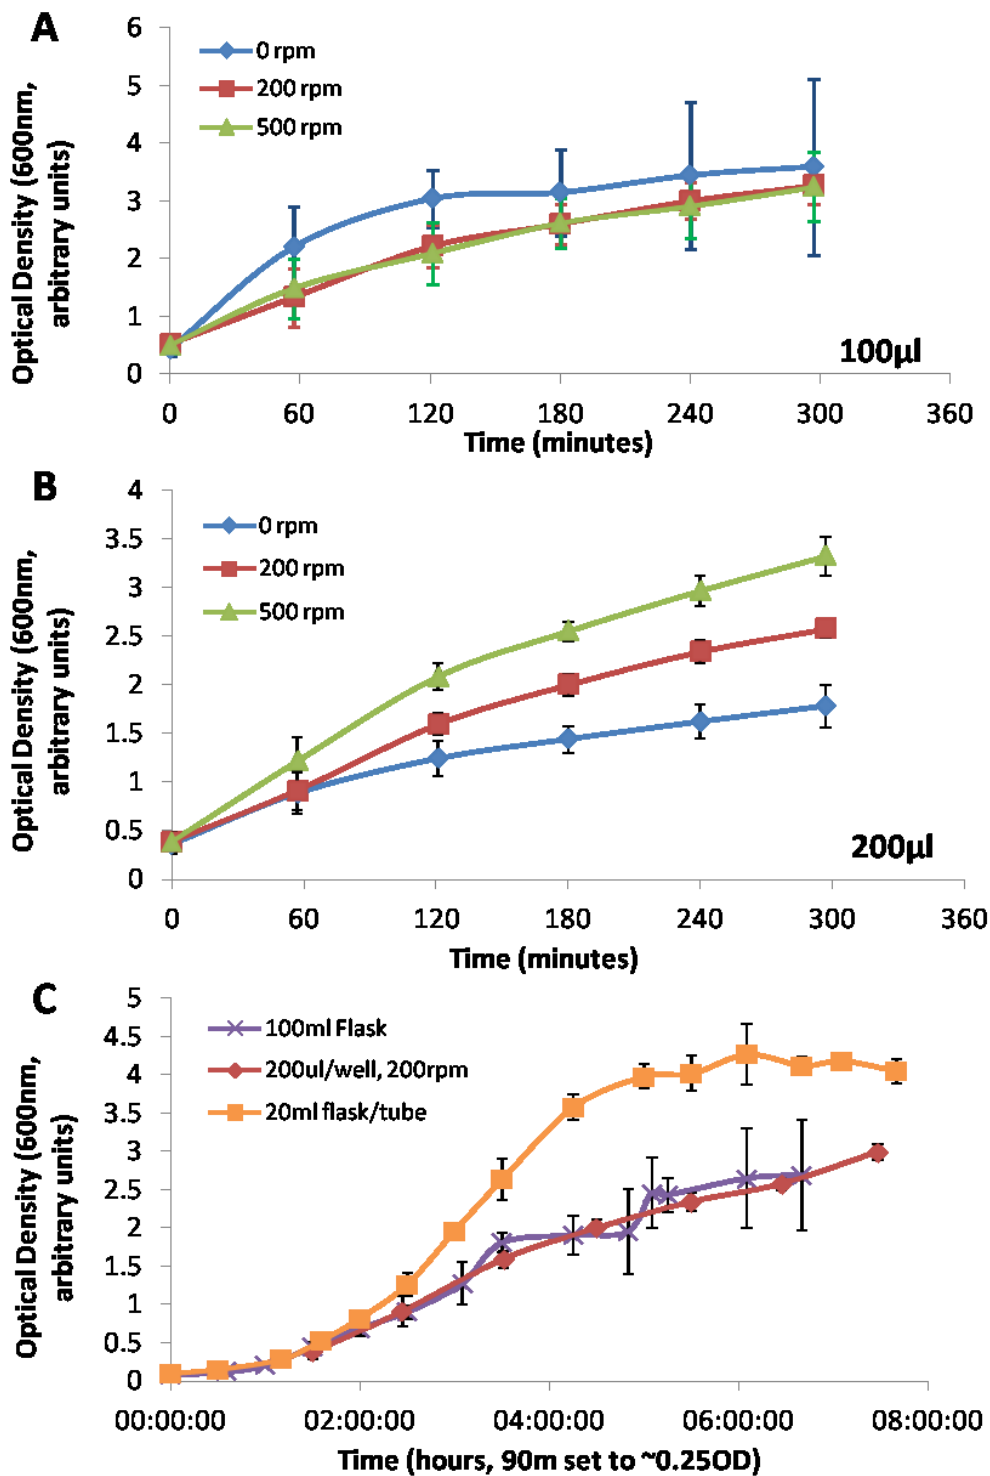 A
Optical Density (600nm,
arbitrary units)
6
5
4
3
2
1
0
0 rpm
200 rpm
500 rpm
100µl
0 60 120 180 240 300 360
Time (minutes)
B
Optical Density (600nm,
arbitrary units)
4
3.5
3
2.5
2
1.5
1
0.5
0
0 rpm
200 rpm
500 rpm
200µl
0 60 120 180 240 300 360
Time (minutes)
C
Optical Density (600nm,
arbitrary units)
5
4.5
4
3.5
3
2.5
2
1.5
1
0.5
0
100ml Flask
200ul/well, 200rpm
20ml flask/tube
00:00:00 02:00:00 04:00:00 06:00:00 08:00:00
Time (hours, 90m set to ~0.25OD)